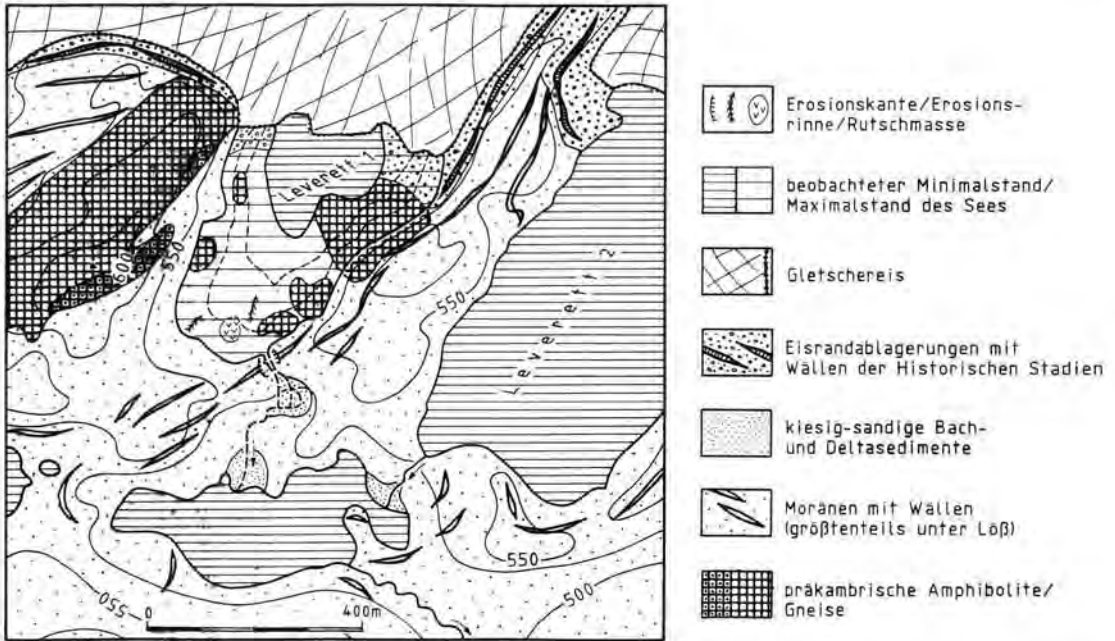 Leverett 1
Leverett 2
600
550
550
550
550
500
0 400m
Erosionskante/Erosions-
rinne/Rutschmasse
beobachteter Minimalstand/
Maximalstand des Sees
Gletschereis
Eisrandablagerungen mit
Wällen der Historischen Stadien
kiesig-sandige Bach-
und Deltasedimente
Moränen mit Wällen
(größtenteils unter Löß)
präkambrische Amphibolite/
Gneise